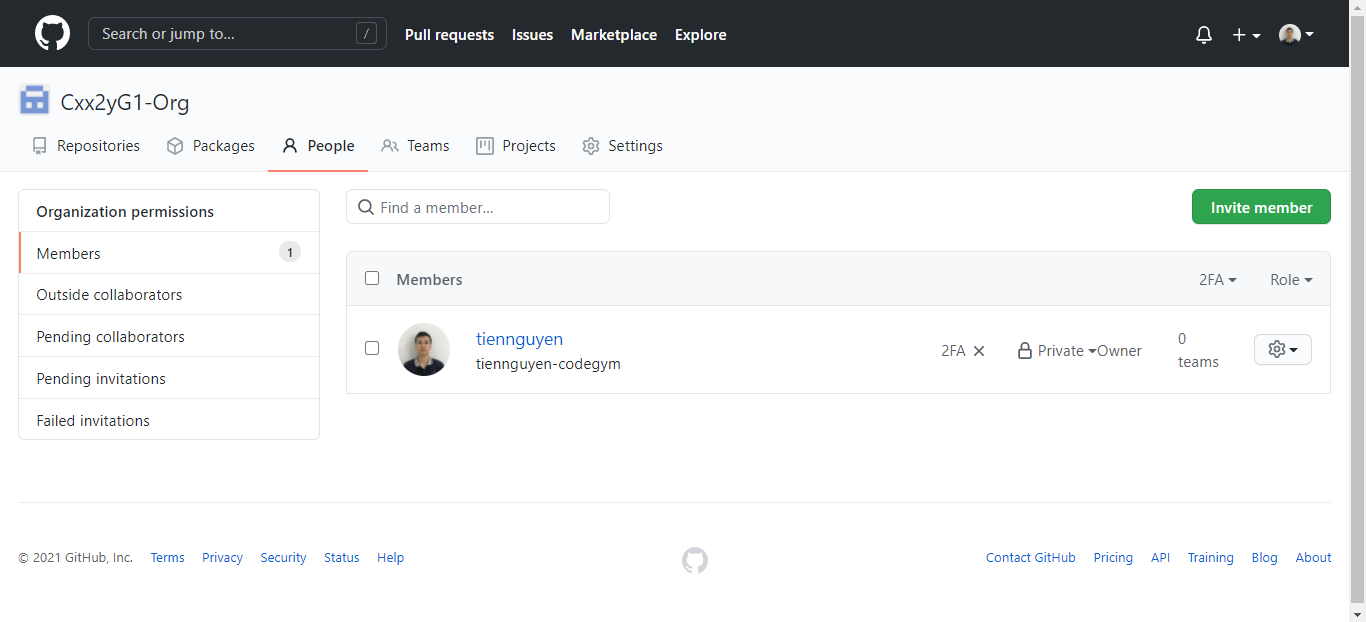 Search or jump to... /
Pull requests Issues Marketplace Explore
Cxx2yG1-Org
Repositories Packages People Teams Projects Settings
Organization permissions
Members 1
Outside collaborators
Pending collaborators
Pending invitations
Failed invitations
Find a member...
Invite member
Members 2FA Role
tiennguyen
tiennguyen-codegym
2FA Private Owner
0
teams
© 2021 GitHub, Inc. Terms Privacy Security Status Help
Contact GitHub Pricing API Training Blog About